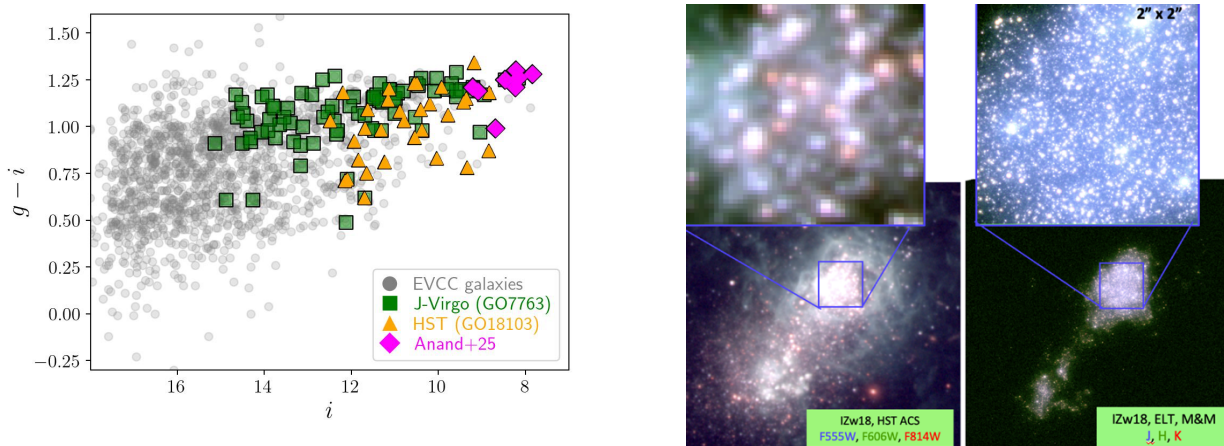 1.50
1.25
1.00
0.75
0.50
0.25
0.00
−0.25
g − i
16 14 12 10 8
i
EVCC galaxies
J-Virgo (GO7763)
HST (GO18103)
Anand+25
2” x 2”
IZw18, HST ACS
F555W, F606W, F814W
IZw18, ELT, M&M
J, H, K